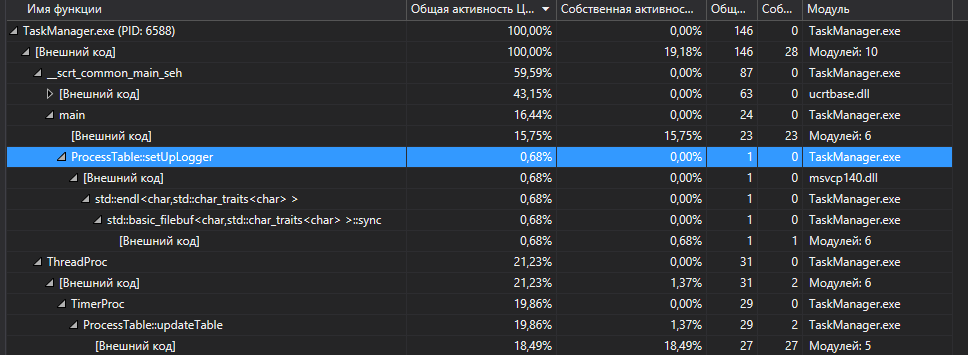 Имя функции Общая активность Ц... Собственная активнос... Общ... Соб... Модуль
TaskManager.exe (PID: 6588) 100,00% 0,00% 146 0 TaskManager.exe
[Внешний код] 100,00% 19,18% 146 28 Модулей: 10
__scrt_common_main_seh 59,59% 0,00% 87 0 TaskManager.exe
[Внешний код] 43,15% 0,00% 63 0 ucrtbase.dll
main 16,44% 0,00% 24 0 TaskManager.exe
[Внешний код] 15,75% 15,75% 23 23 Модулей: 6
ProcessTable::setUpLogger 0,68% 0,00% 1 0 TaskManager.exe
[Внешний код] 0,68% 0,00% 1 0 msvcp140.dll
std::endl<char,std::char_traits<char> > 0,68% 0,00% 1 0 TaskManager.exe
std::basic_filebuf<char,std::char_traits<char> >::sync 0,68% 0,00% 1 0 TaskManager.exe
[Внешний код] 0,68% 0,68% 1 1 Модулей: 6
ThreadProc 21,23% 0,00% 31 0 TaskManager.exe
[Внешний код] 21,23% 1,37% 31 2 Модулей: 6
TimerProc 19,86% 0,00% 29 0 TaskManager.exe
ProcessTable::updateTable 19,86% 1,37% 29 2 TaskManager.exe
[Внешний код] 18,49% 18,49% 27 27 Модулей: 5